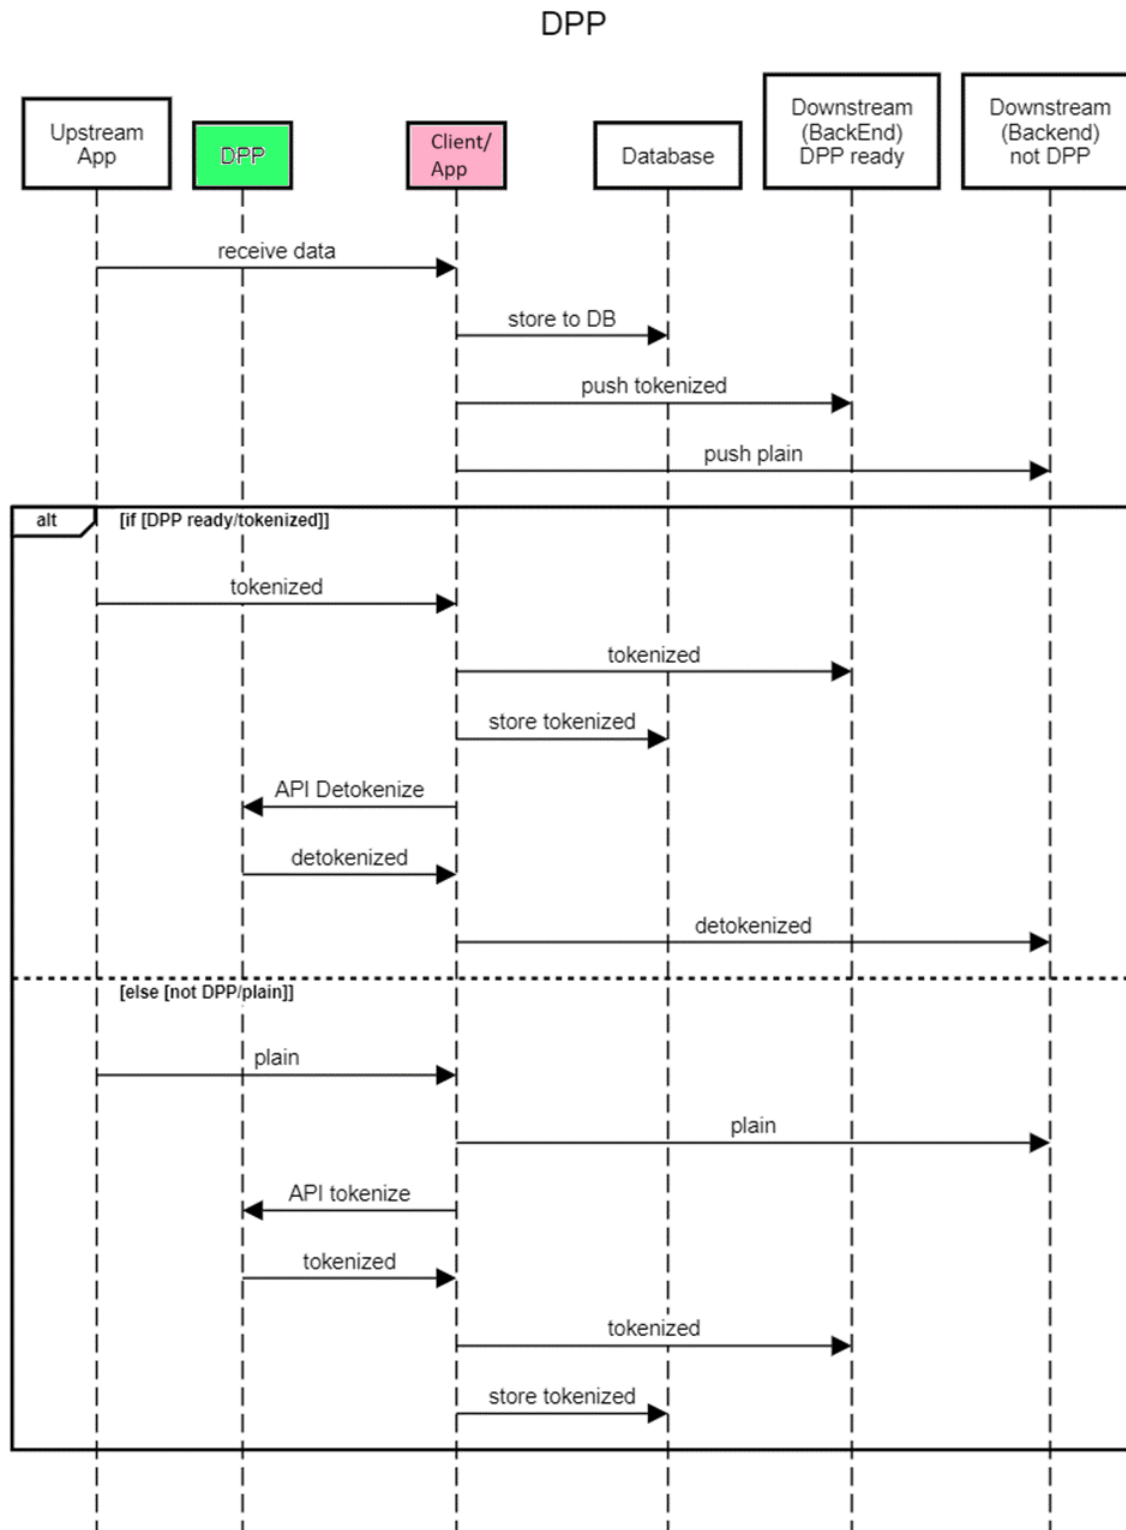 DPP
Upstream
App
DPP
Client/
App
Database
Downstream
(BackEnd)
DPP ready
Downstream
(Backend)
not DPP
receive data
store to DB
push tokenized
push plain
alt
[if [DPP ready/tokenized]]
tokenized
tokenized
store tokenized
API Detokenize
detokenized
detokenized
[else [not DPP/plain]]
plain
plain
API tokenize
tokenized
tokenized
store tokenized